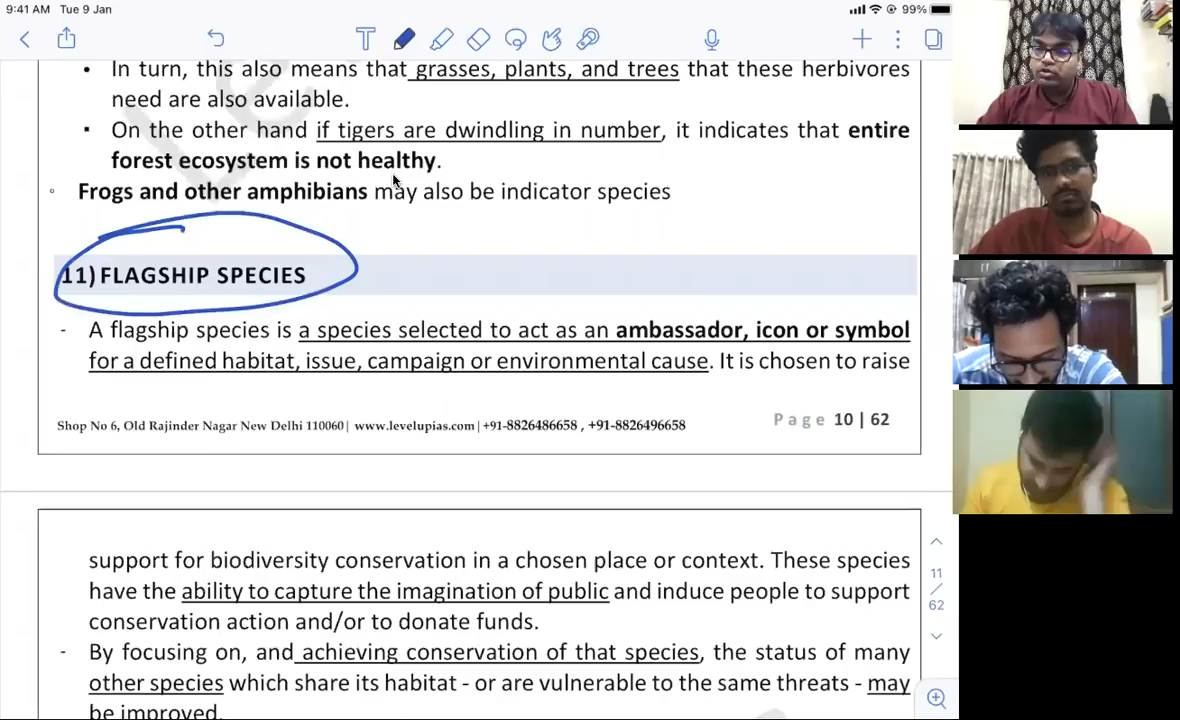 9:41 AM Tue 9 Jan
99%
In turn, this also means that grasses, plants, and trees that these herbivores
need are also available.
On the other hand if tigers are dwindling in number, it indicates that entire
forest ecosystem is not healthy.
Frogs and other amphibians may also be indicator species
11) FLAGSHIP SPECIES
- A flagship species is a species selected to act as an ambassador, icon or symbol
for a defined habitat, issue, campaign or environmental cause. It is chosen to raise
Shop No 6, Old Rajinder Nagar New Delhi 110060| www.levelupias.com | +91-8826486658 , +91-8826496658
Page 10 | 62
support for biodiversity conservation in a chosen place or context. These species
have the ability to capture the imagination of public and induce people to support
conservation action and/or to donate funds.
- By focusing on, and achieving conservation of that species, the status of many
other species which share its habitat - or are vulnerable to the same threats - may
be improved.
11
/
62